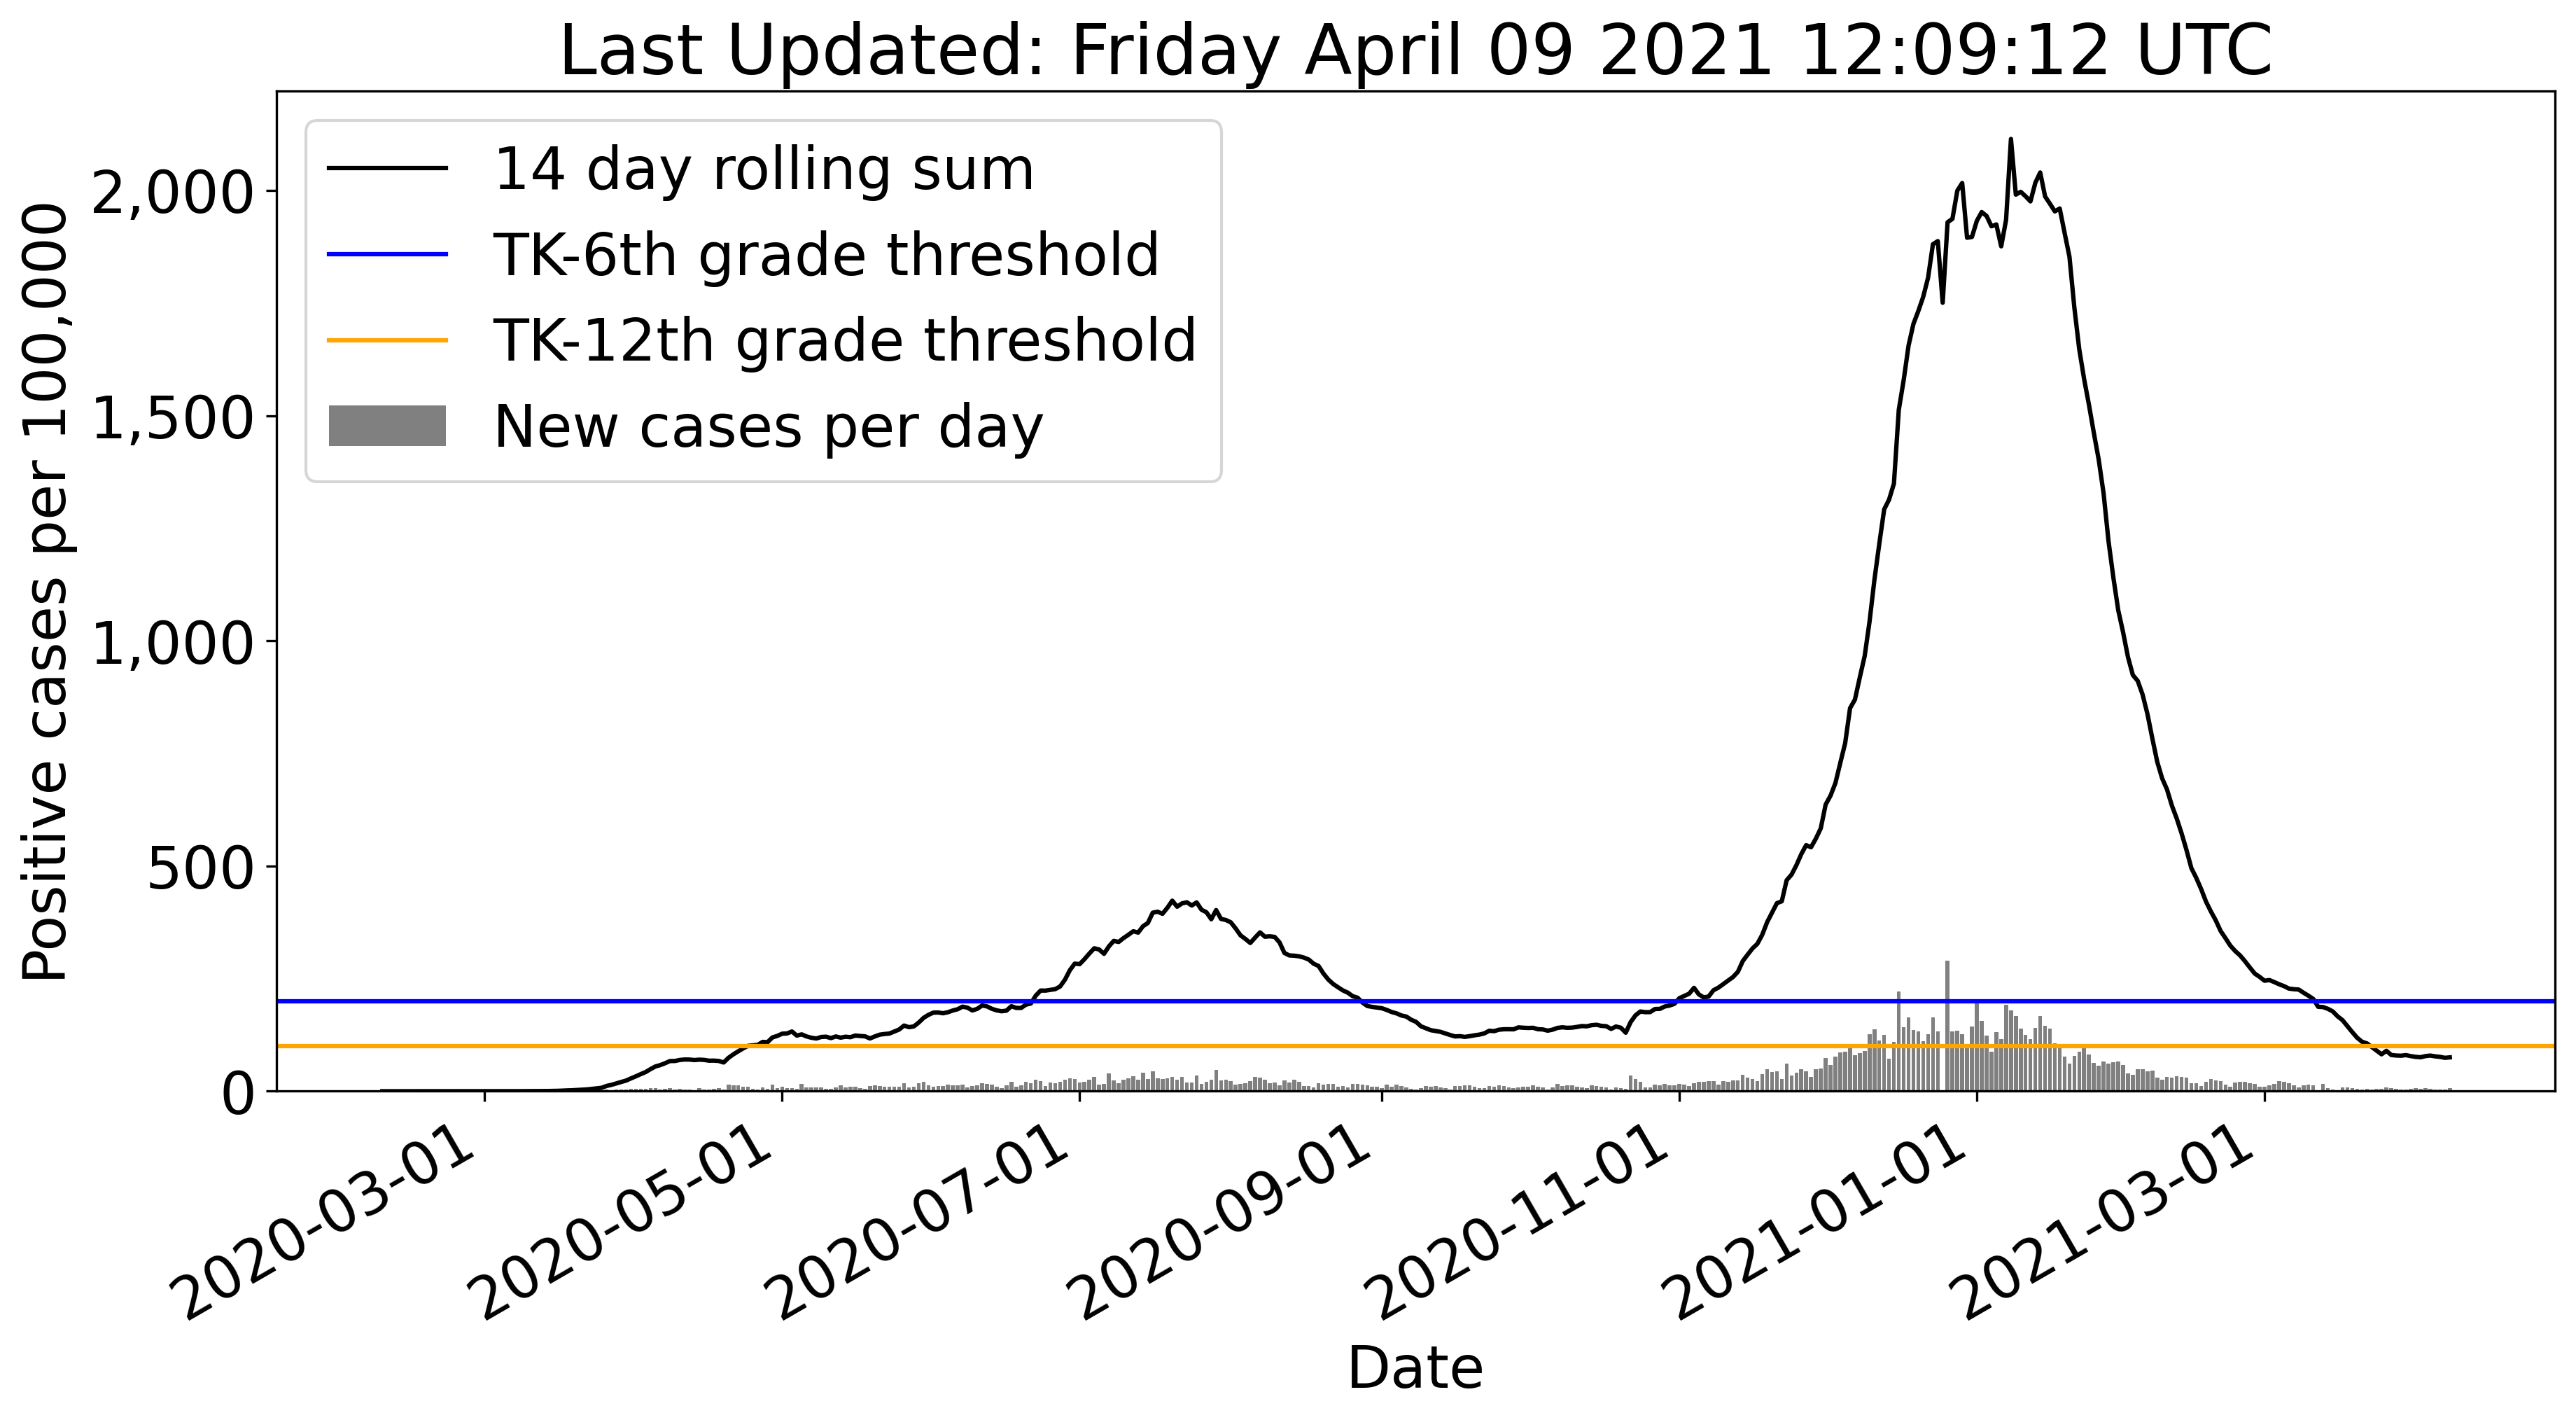 Last Updated: Friday April 09 2021 12:09:12 UTC
14 day rolling sum
TK-6th grade threshold
TK-12th grade threshold
New cases per day
Positive cases per 100,000
2,000
1,500
1,000
500
0
2020-03-01
2020-05-01
2020-07-01
2020-09-01
2020-11-01
2021-01-01
2021-03-01
Date